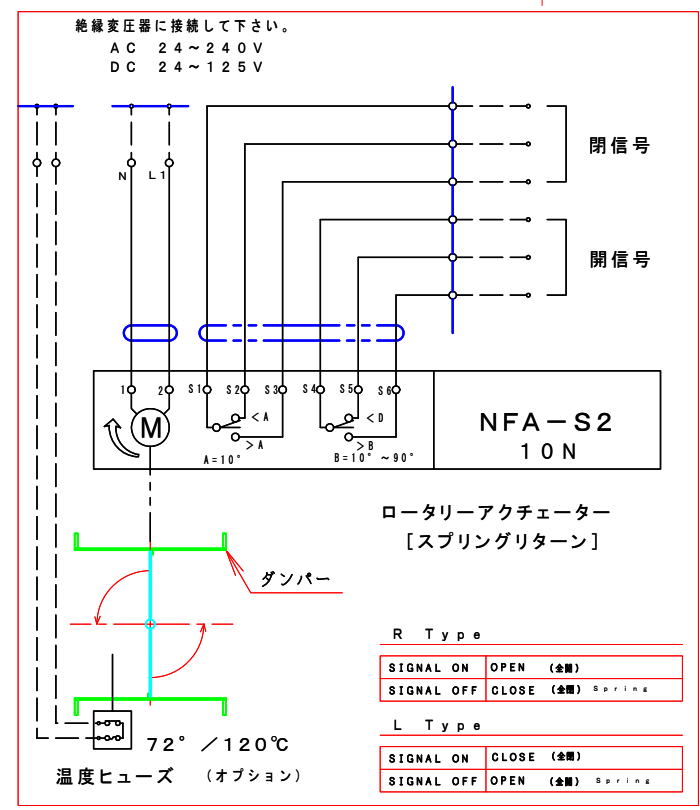 絶縁変圧器に接続して下さい。
AC 24~240V
DC 24~125V
N
L1
閉信号
開信号
1
2
S1
S2
S3
S4
S5
S6
M
<A
>A
A=10°
<D
>B
B=10° ~90°
NFA-S2
10N
ロータリーアクチェーター
[スプリングリターン]
ダンパー
R Type
SIGNAL ON OPEN
SIGNAL OFF CLOSE Spring
L Type
SIGNAL ON CLOSE
SIGNAL OFF OPEN Spring
72° /120℃
温度ヒューズ (オプション)